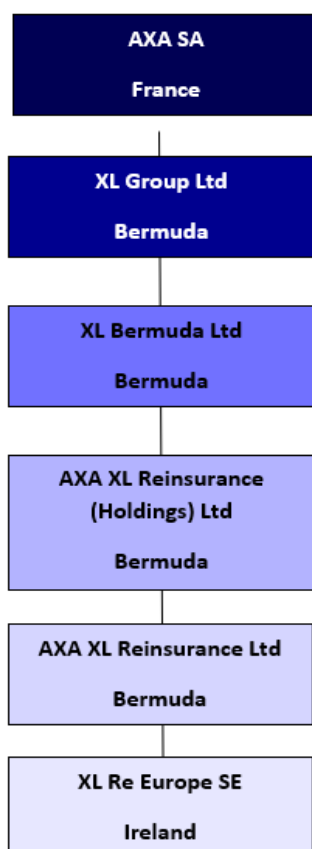 AXA SA
France
XL Group Ltd
Bermuda
XL Bermuda Ltd
Bermuda
AXA XL Reinsurance
(Holdings) Ltd
Bermuda
AXA XL Reinsurance Ltd
Bermuda
XL Re Europe SE
Ireland